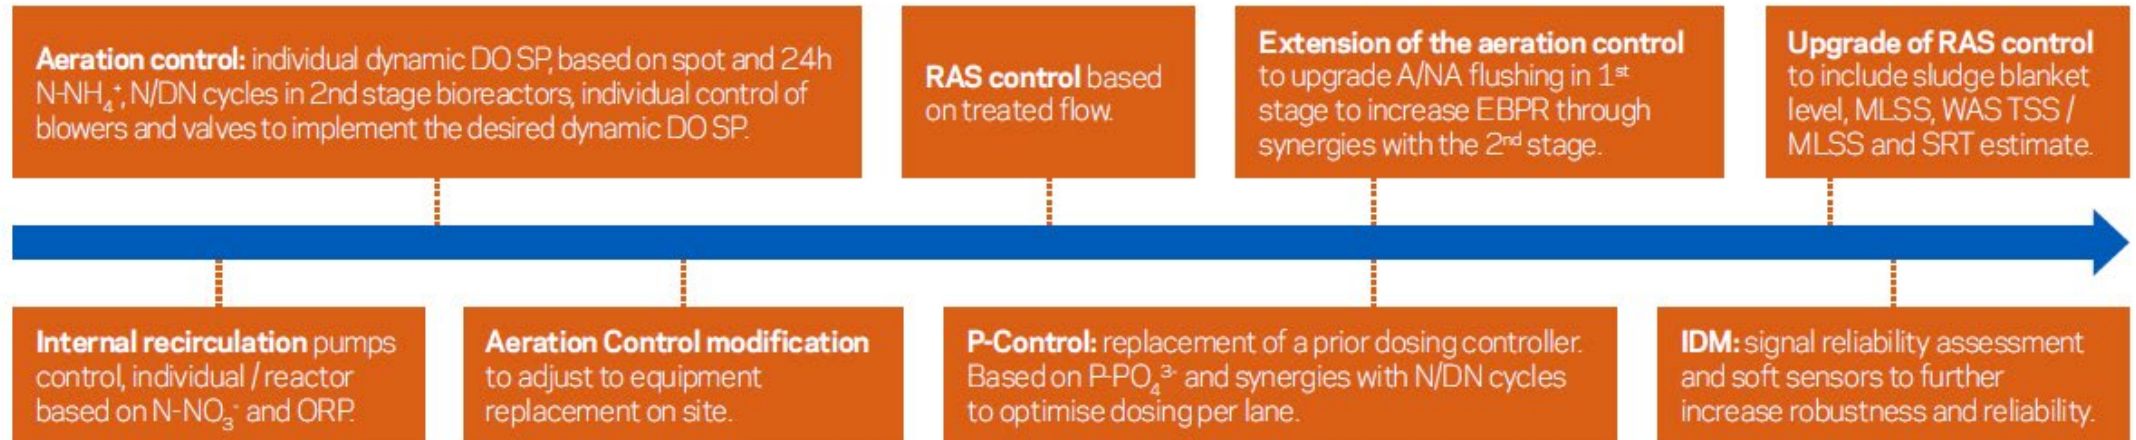 Aeration control: individual dynamic DO SP, based on spot and 24h
N-NH₄⁺, N/DN cycles in 2nd stage bioreactors, individual control of
blowers and valves to implement the desired dynamic DO SP.
RAS control based
on treated flow.
Extension of the aeration control
to upgrade A/NA flushing in 1ˢᵗ
stage to increase EBPR through
synergies with the 2ⁿᵈ stage.
Upgrade of RAS control
to include sludge blanket
level, MLSS, WAS TSS /
MLSS and SRT estimate.
Internal recirculation pumps
control, individual / reactor
based on N-NO₃⁻ and ORP.
Aeration Control modification
to adjust to equipment
replacement on site.
P-Control: replacement of a prior dosing controller.
Based on P-PO₄³⁻ and synergies with N/DN cycles
to optimise dosing per lane.
IDM: signal reliability assessment
and soft sensors to further
increase robustness and reliability.